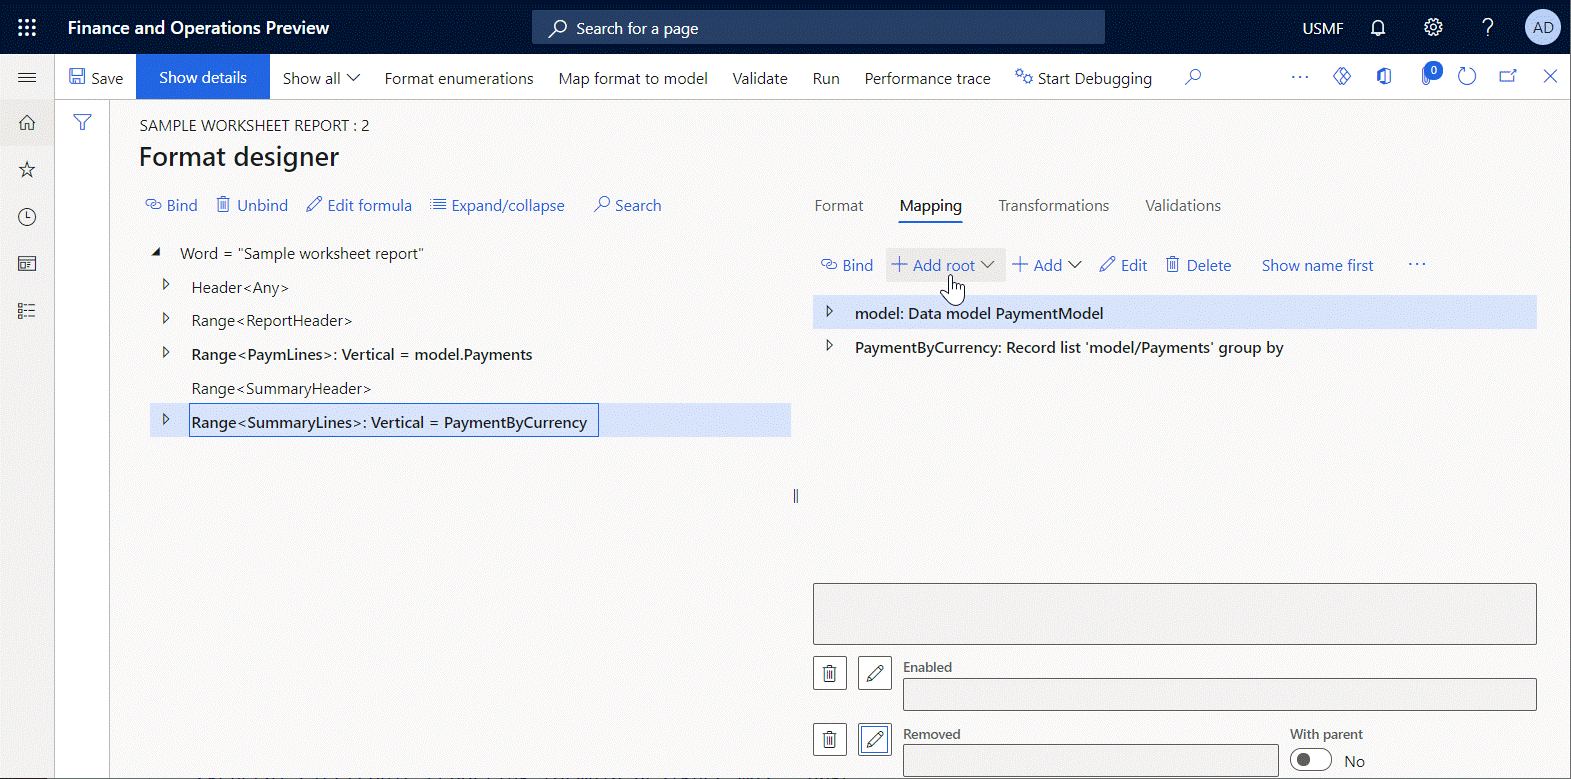 Finance and Operations Preview
Search for a page
USMF
AD
Save
Show details
Show all
Format enumerations
Map format to model
Validate
Run
Performance trace
Start Debugging
0
SAMPLE WORKSHEET REPORT : 2
Format designer
Bind
Unbind
Edit formula
Expand/collapse
Search
Word = "Sample worksheet report"
Header<Any>
Range<ReportHeader>
Range<PaymLines>: Vertical = model.Payments
Range<SummaryHeader>
Range<SummaryLines>: Vertical = PaymentByCurrency
Format
Mapping
Transformations
Validations
Bind
Add root
Add
Edit
Delete
Show name first
model: Data model PaymentModel
PaymentByCurrency: Record list 'model/Payments' group by
Enabled
Removed
With parent
No